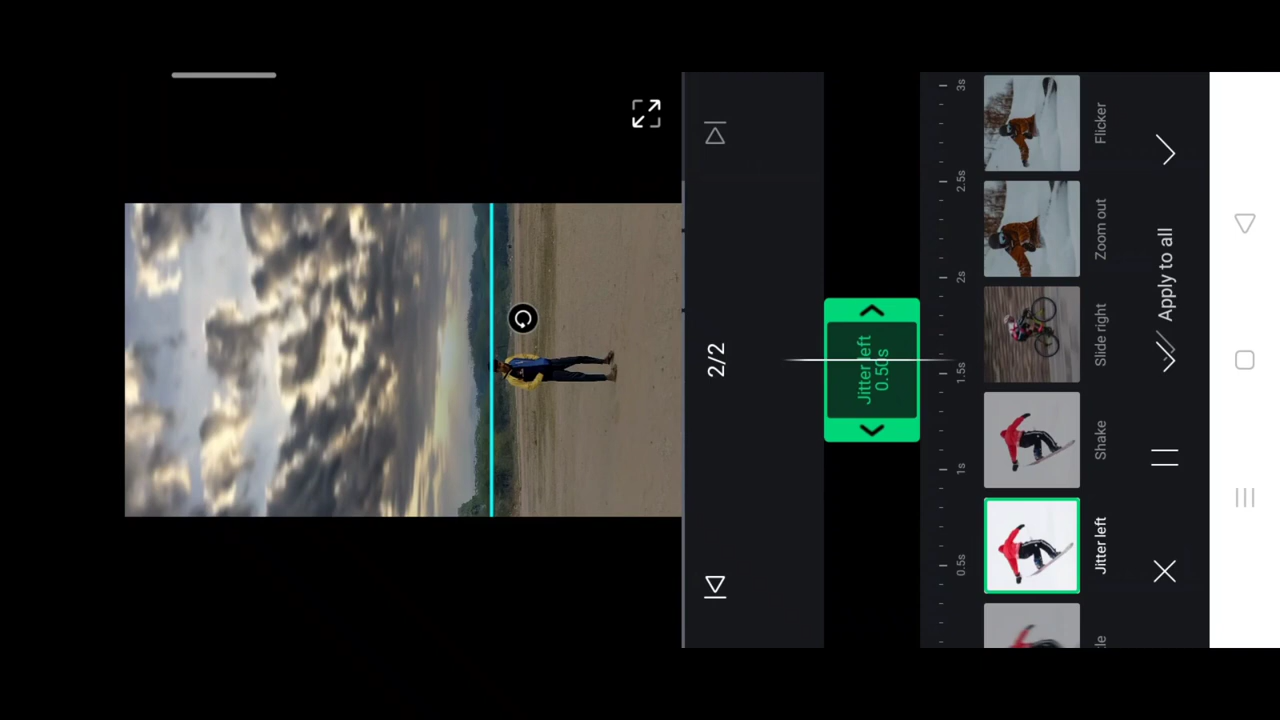 2/2
Jitter left
0.50s
0.5s 1s 1.5s 2s 2.5s 3s
Jitter left Shake Slide right Zoom out Flicker
Apply to all